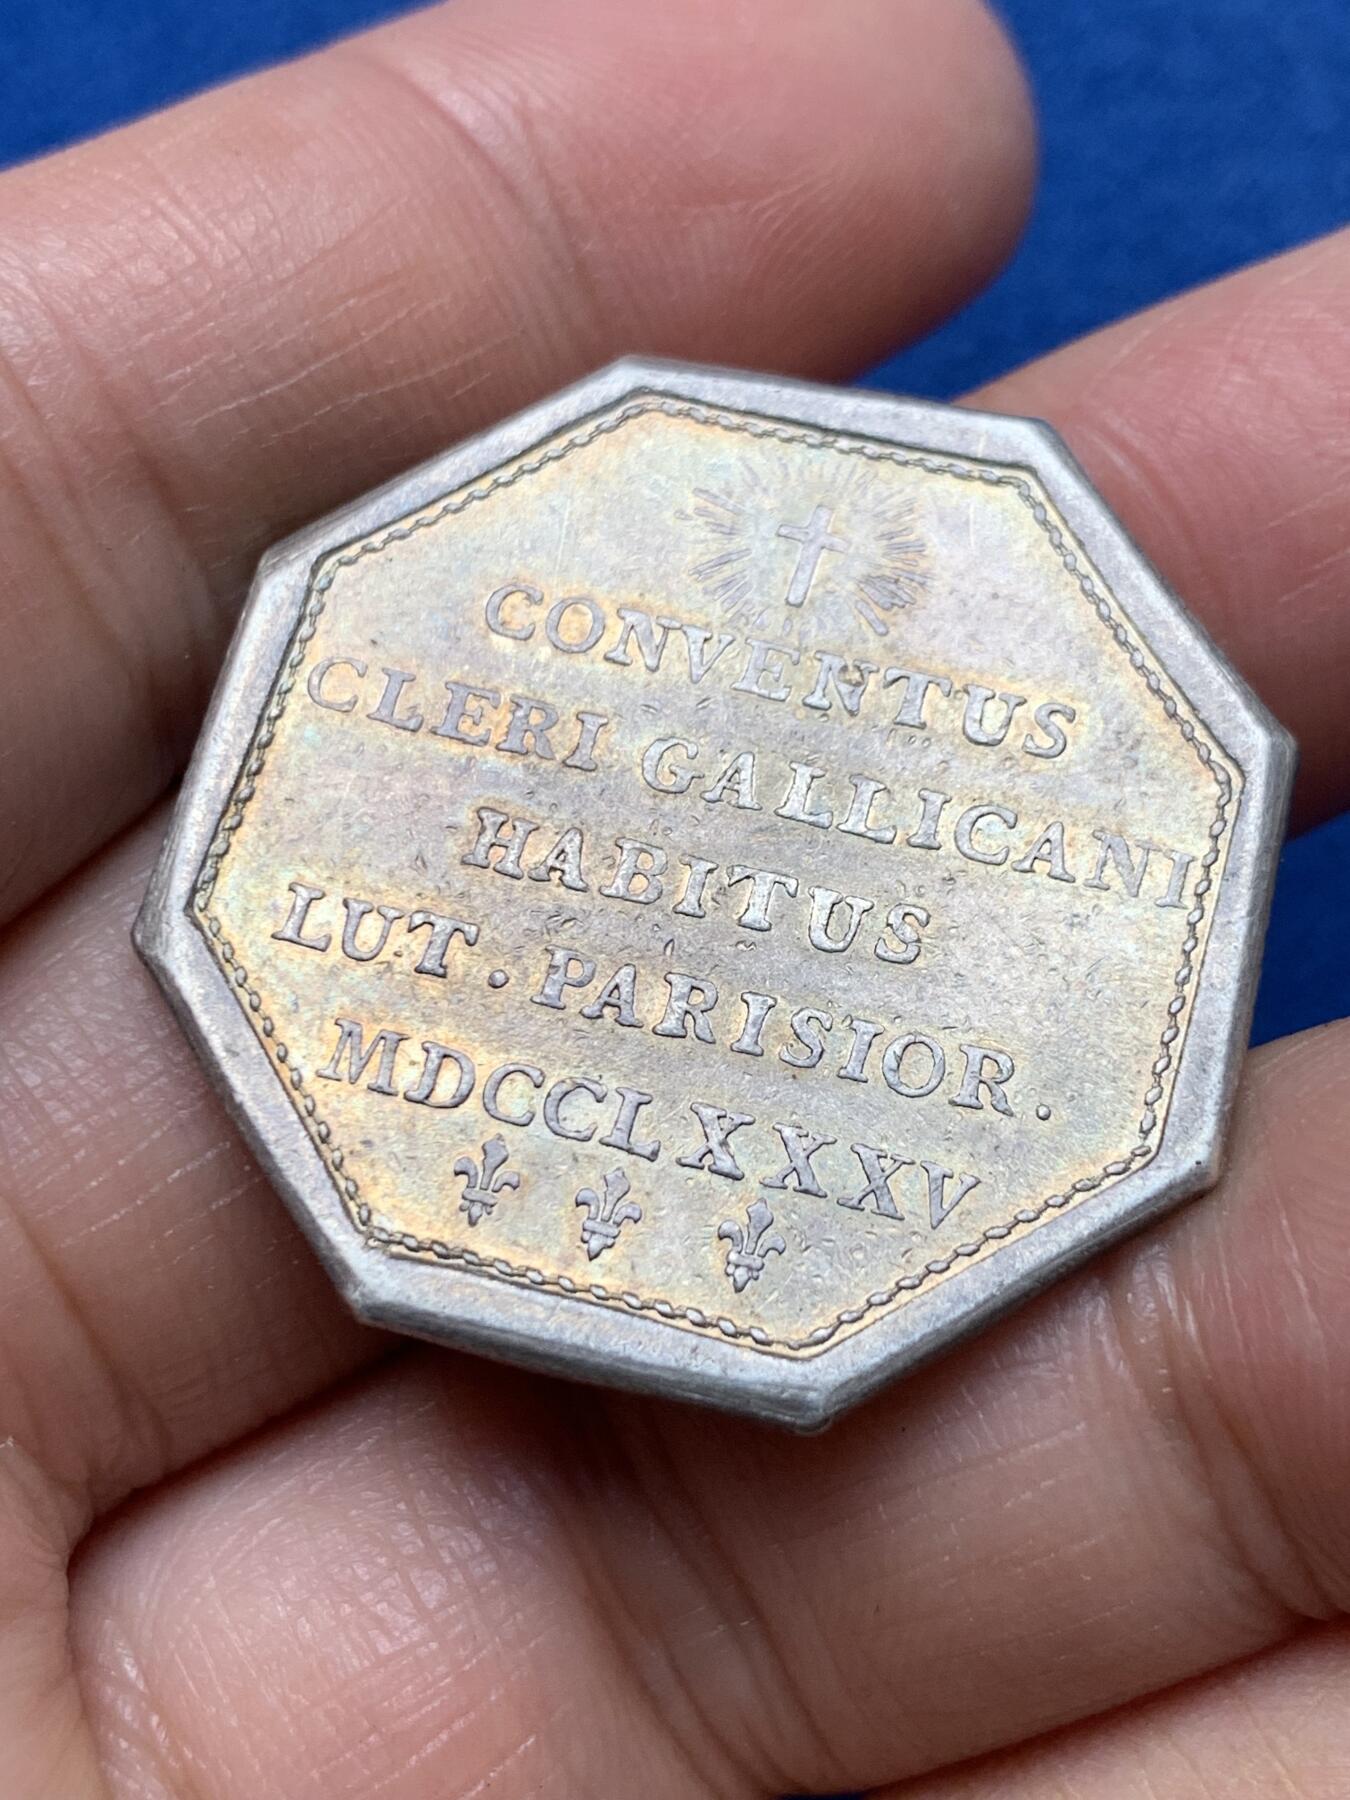 CONVENTUS
CLERI GALLICANI
HABITUS
LUT. PARISIOR.
MDCCLXXXV